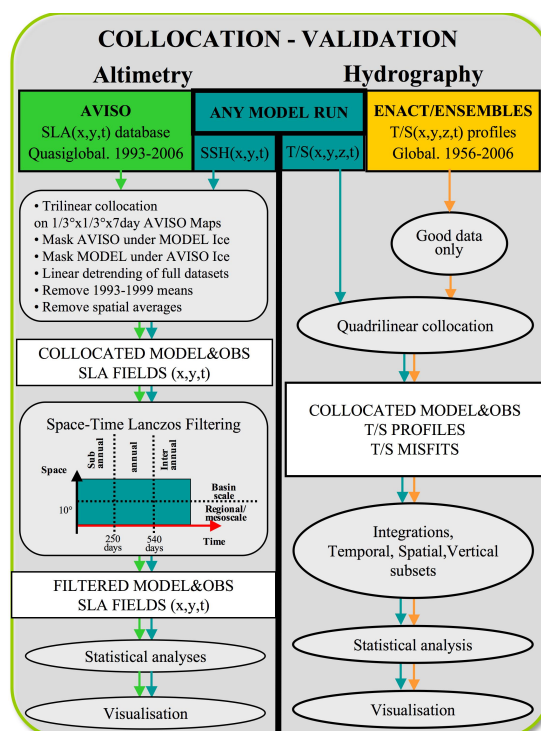 COLLOCATION - VALIDATION
Altimetry
Hydrography
AVISO
SLA(x,y,t) database
Quasiglobal. 1993-2006
ANY MODEL RUN
SSH(x,y,t)
T/S(x,y,z,t)
ENACT/ENSEMBLES
T/S(x,y,z,t) profiles
Global. 1956-2006
• Trilinear collocation
on 1/3°x1/3°x7day AVISO Maps
• Mask AVISO under MODEL Ice
• Mask MODEL under AVISO Ice
• Linear detrending of full datasets
• Remove 1993-1999 means
• Remove spatial averages
COLLOCATED MODEL&OBS
SLA FIELDS (x,y,t)
Space-Time Lanczos Filtering
Sub
annual
annual
Inter
annual
Space
10°
Basin
scale
Regional/
mesoscale
250
days
540
days
Time
FILTERED MODEL&OBS
SLA FIELDS (x,y,t)
Statistical analyses
Visualisation
Good data
only
Quadrilinear collocation
COLLOCATED MODEL&OBS
T/S PROFILES
T/S MISFITS
Integrations,
Temporal, Spatial,Vertical
subsets
Statistical analysis
Visualisation